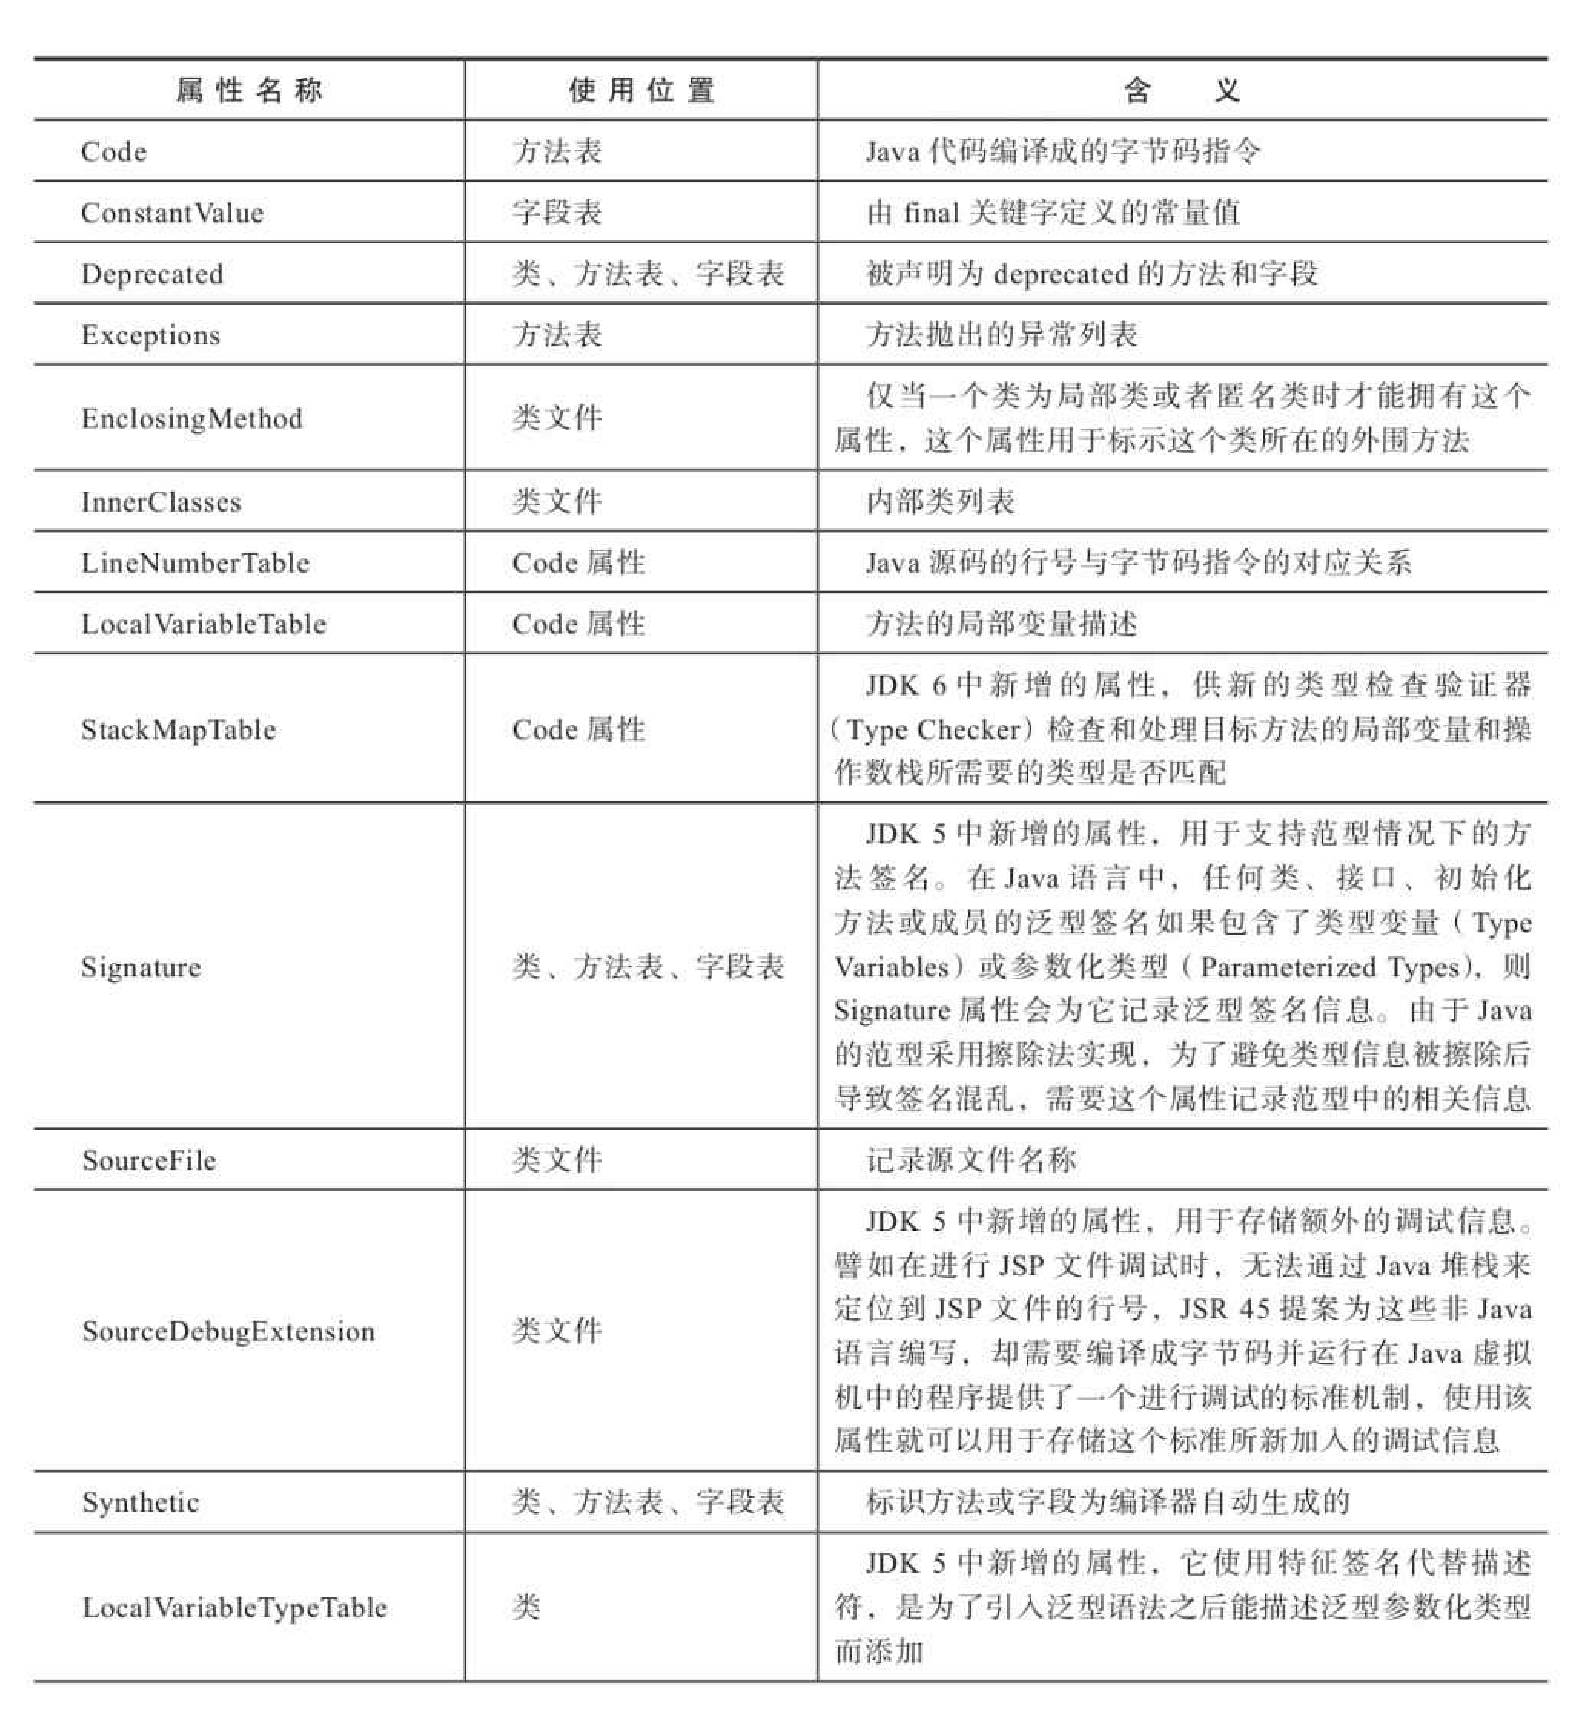 属性名称 使用位置 含 义
Code 方法表 Java 代码编译成的字节码指令
ConstantValue 字段表 由 final 关键字定义的常量值
Deprecated 类、方法表、字段表 被声明为 deprecated 的方法和字段
Exceptions 方法表 方法抛出的异常列表
EnclosingMethod 类文件 仅当一个类为局部类或者匿名类时才能拥有这个
属性，这个属性用于标示这个类所在的外围方法
InnerClasses 类文件 内部类列表
LineNumberTable Code 属性 Java 源码的行号与字节码指令的对应关系
LocalVariableTable Code 属性 方法的局部变量描述
StackMapTable Code 属性 JDK 6 中新增的属性，供新的类型检查验证器
（Type Checker）检查和处理目标方法的局部变量和操
作数栈所需要的类型是否匹配
Signature 类、方法表、字段表 JDK 5 中新增的属性，用于支持范型情况下的方
法签名。在 Java 语言中，任何类、接口、初始化
方法或成员的泛型签名如果包含了类型变量（Type
Variables）或参数化类型（Parameterized Types)，则
Signature 属性会为它记录泛型签名信息。由于 Java
的范型采用擦除法实现，为了避免类型信息被擦除后
导致签名混乱，需要这个属性记录范型中的相关信息
SourceFile 类文件 记录源文件名称
SourceDebugExtension 类文件 JDK 5 中新增的属性，用于存储额外的调试信息。
譬如在进行 JSP 文件调试时，无法通过 Java 堆栈来
定位到 JSP 文件的行号，JSR 45 提案为这些非 Java
语言编写，却需要编译成字节码并运行在 Java 虚拟
机中的程序提供了一个进行调试的标准机制，使用该
属性就可以用于存储这个标准所新加入的调试信息
Synthetic 类、方法表、字段表 标识方法或字段为编译器自动生成的
LocalVariableTypeTable 类 JDK 5 中新增的属性，它使用特征签名代替描述
符，是为了引入泛型语法之后能描述泛型参数化类型
而添加